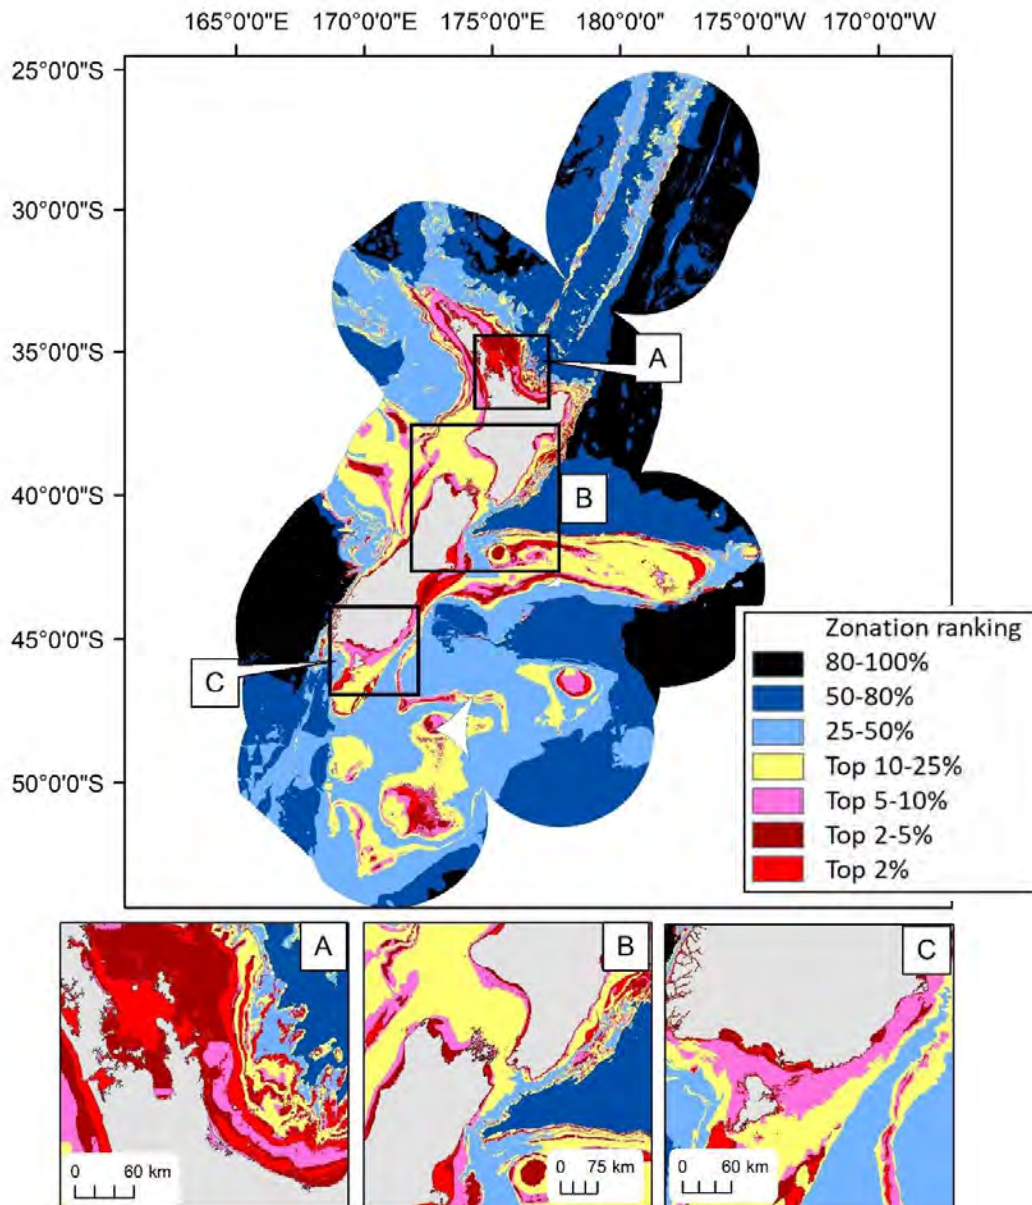 165°0'0"E 170°0'0"E 175°0'0"E 180°0'0" 175°0'0"W 170°0'0"W
25°0'0"S
30°0'0"S
35°0'0"S
40°0'0"S
45°0'0"S
50°0'0"S
A
B
C
Zonation ranking
80-100%
50-80%
25-50%
Top 10-25%
Top 5-10%
Top 2-5%
Top 2%
A
0 60 km
B
0 75 km
C
0 60 km